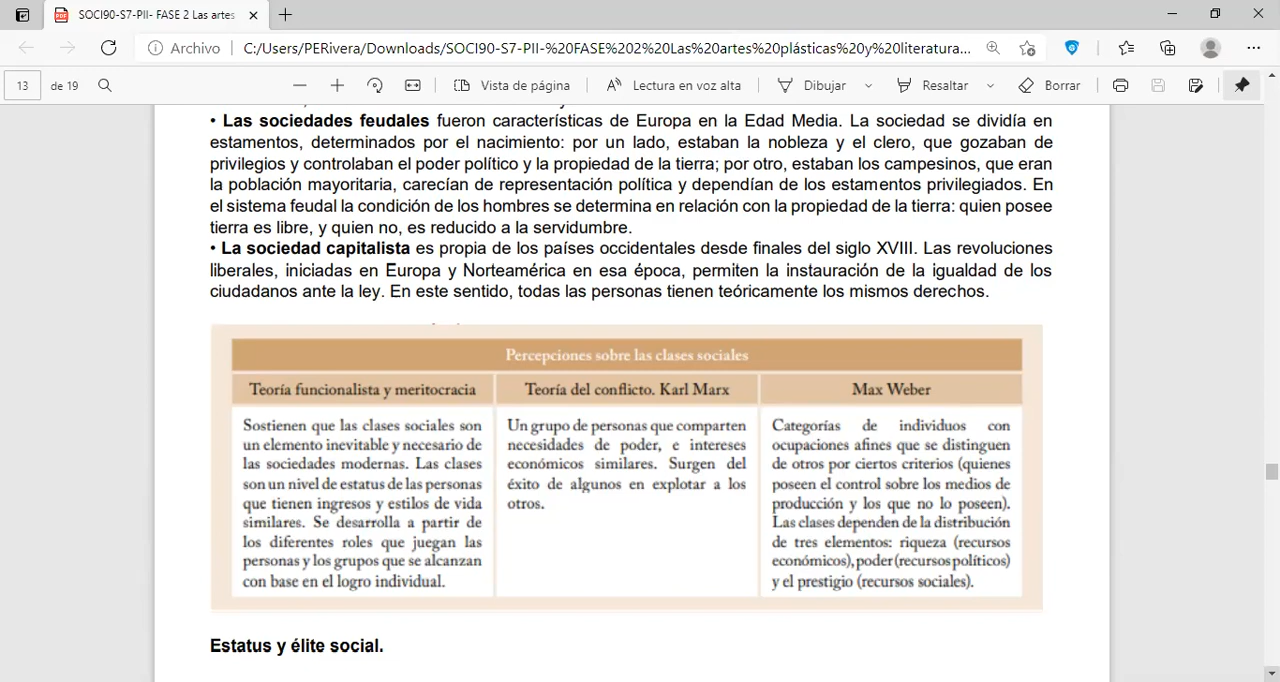 SOCI90-S7-PII- FASE 2 Las artes
Archivo
C:/Users/PERivera/Downloads/SOCI90-S7-PII-%20FASE%202%20Las%20artes%20plásticas%20y%20literatura...
13 de 19
Vista de página
Lectura en voz alta
Dibujar
Resaltar
Borrar
• Las sociedades feudales fueron características de Europa en la Edad Media. La sociedad se dividía en
estamentos, determinados por el nacimiento: por un lado, estaban la nobleza y el clero, que gozaban de
privilegios y controlaban el poder político y la propiedad de la tierra; por otro, estaban los campesinos, que eran
la población mayoritaria, carecían de representación política y dependían de los estamentos privilegiados. En
el sistema feudal la condición de los hombres se determina en relación con la propiedad de la tierra: quien posee
tierra es libre, y quien no, es reducido a la servidumbre.
• La sociedad capitalista es propia de los países occidentales desde finales del siglo XVIII. Las revoluciones
liberales, iniciadas en Europa y Norteamérica en esa época, permiten la instauración de la igualdad de los
ciudadanos ante la ley. En este sentido, todas las personas tienen teóricamente los mismos derechos.
Percepciones sobre las clases sociales
Teoría funcionalista y meritocracia
Sostienen que las clases sociales son
un elemento inevitable y necesario de
las sociedades modernas. Las clases
son un nivel de estatus de las personas
que tienen ingresos y estilos de vida
similares. Se desarrolla a partir de
los diferentes roles que juegan las
personas y los grupos que se alcanzan
con base en el logro individual.
Teoría del conflicto. Karl Marx
Un grupo de personas que comparten
necesidades de poder, e intereses
económicos similares. Surgen del
éxito de algunos en explotar a los
otros.
Max Weber
Categorías de individuos con
ocupaciones afines que se distinguen
de otros por ciertos criterios (quienes
poseen el control sobre los medios de
producción y los que no lo poseen).
Las clases dependen de la distribución
de tres elementos: riqueza (recursos
económicos), poder (recursos políticos)
y el prestigio (recursos sociales).
Estatus y élite social.